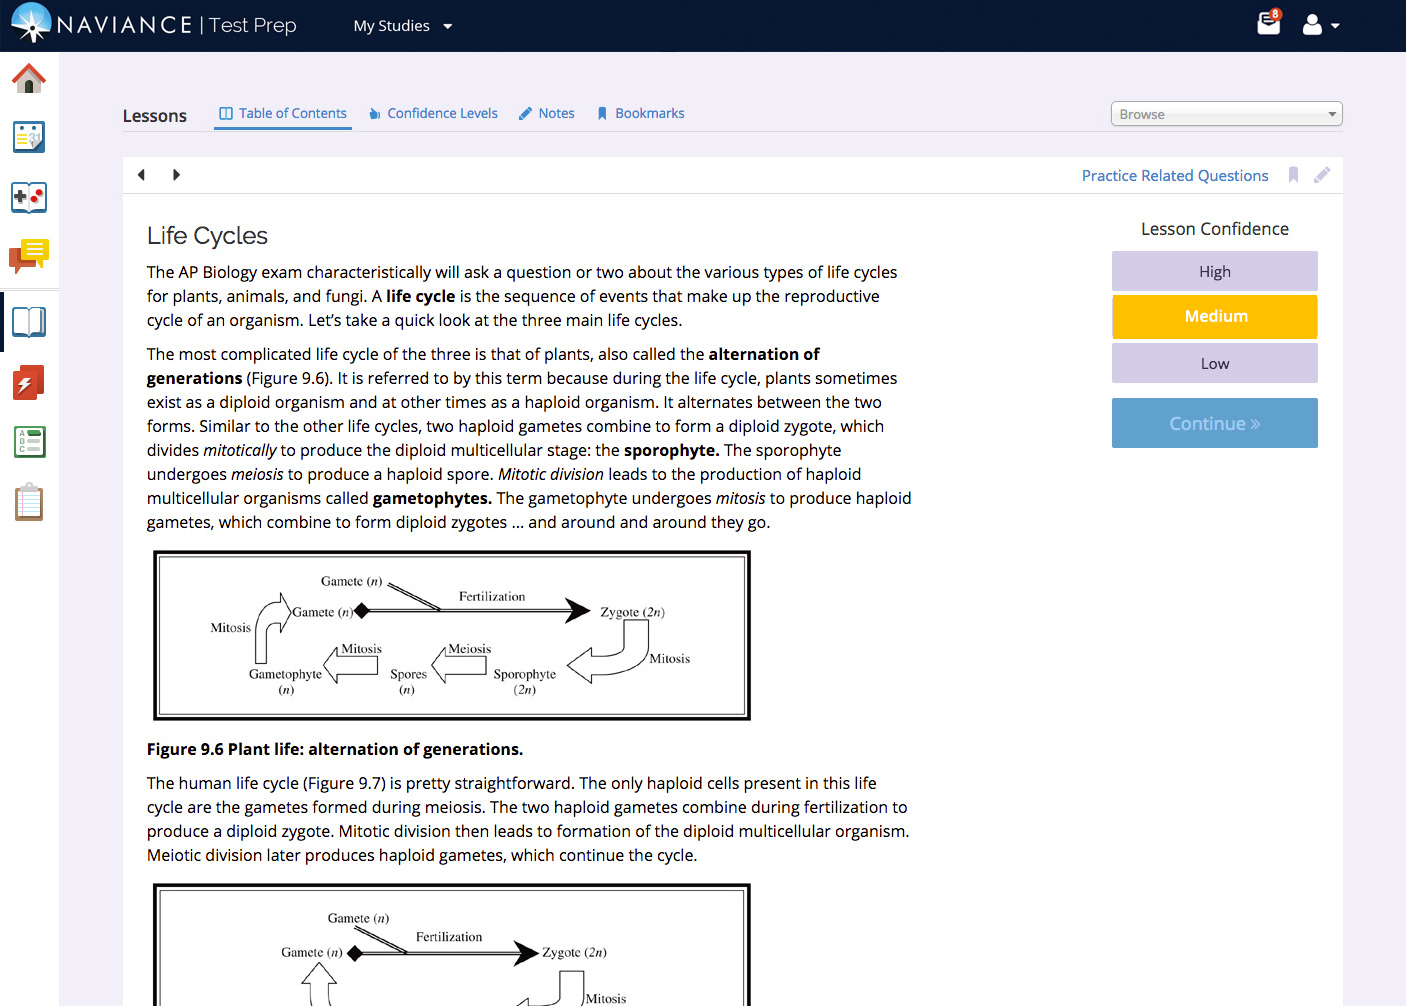 NAVIANCE | Test Prep
My Studies
8
31
Lessons
Table of Contents
Confidence Levels
Notes
Bookmarks
Browse
Practice Related Questions
Life Cycles
The AP Biology exam characteristically will ask a question or two about the various types of life cycles
for plants, animals, and fungi. A life cycle is the sequence of events that make up the reproductive
cycle of an organism. Let’s take a quick look at the three main life cycles.
The most complicated life cycle of the three is that of plants, also called the alternation of
generations (Figure 9.6). It is referred to by this term because during the life cycle, plants sometimes
exist as a diploid organism and at other times as a haploid organism. It alternates between the two
forms. Similar to the other life cycles, two haploid gametes combine to form a diploid zygote, which
divides mitotically to produce the diploid multicellular stage: the sporophyte. The sporophyte
undergoes meiosis to produce a haploid spore. Mitotic division leads to the production of haploid
multicellular organisms called gametophytes. The gametophyte undergoes mitosis to produce haploid
gametes, which combine to form diploid zygotes ... and around and around they go.
Gamete (n)
Fertilization
Gamete (n)
Zygote (2n)
Mitosis
Mitosis
Meiosis
Mitosis
Gametophyte
(n)
Spores
(n)
Sporophyte
(2n)
Figure 9.6 Plant life: alternation of generations.
The human life cycle (Figure 9.7) is pretty straightforward. The only haploid cells present in this life
cycle are the gametes formed during meiosis. The two haploid gametes combine during fertilization to
produce a diploid zygote. Mitotic division then leads to formation of the diploid multicellular organism.
Meiotic division later produces haploid gametes, which continue the cycle.
Gamete (n)
Fertilization
Gamete (n)
Zygote (2n)
Mitosis
Lesson Confidence
High
Medium
Low
Continue »
A
B
C